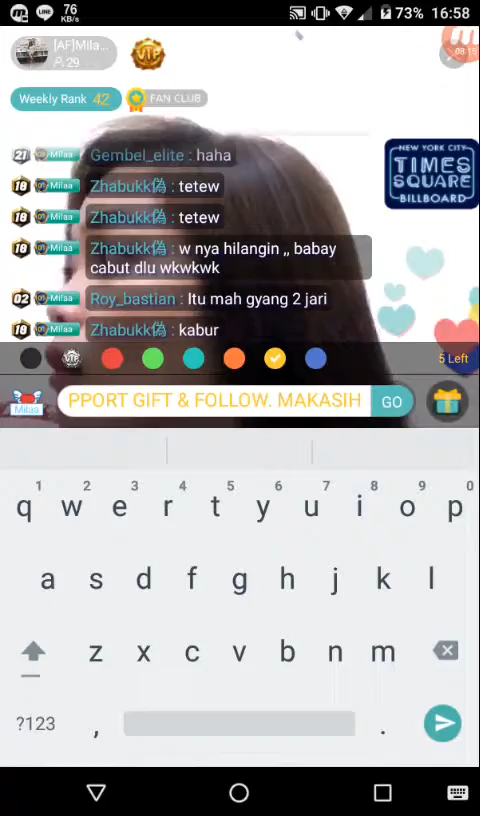 76 KB/s 73% 16:58
[AF]Mila...
29
VIP
08:15
Weekly Rank 42 FAN CLUB
NEW YORK CITY
TIMES
SQUARE
BILLBOARD
21 Milaa Gembel_elite : haha
18 Milaa Zhabukk偽 : tetew
18 Milaa Zhabukk偽 : tetew
18 Milaa Zhabukk偽 : w nya hilangin ,, babay
cabut dlu wkwkwk
02 Milaa Roy_bastian : Itu mah gyang 2 jari
18 Milaa Zhabukk偽 : kabur
VIP 5 Left
Milaa PPORT GIFT & FOLLOW. MAKASIH GO
1 2 3 4 5 6 7 8 9 0
q w e r t y u i o p
a s d f g h j k l
z x c v b n m
?123 , .